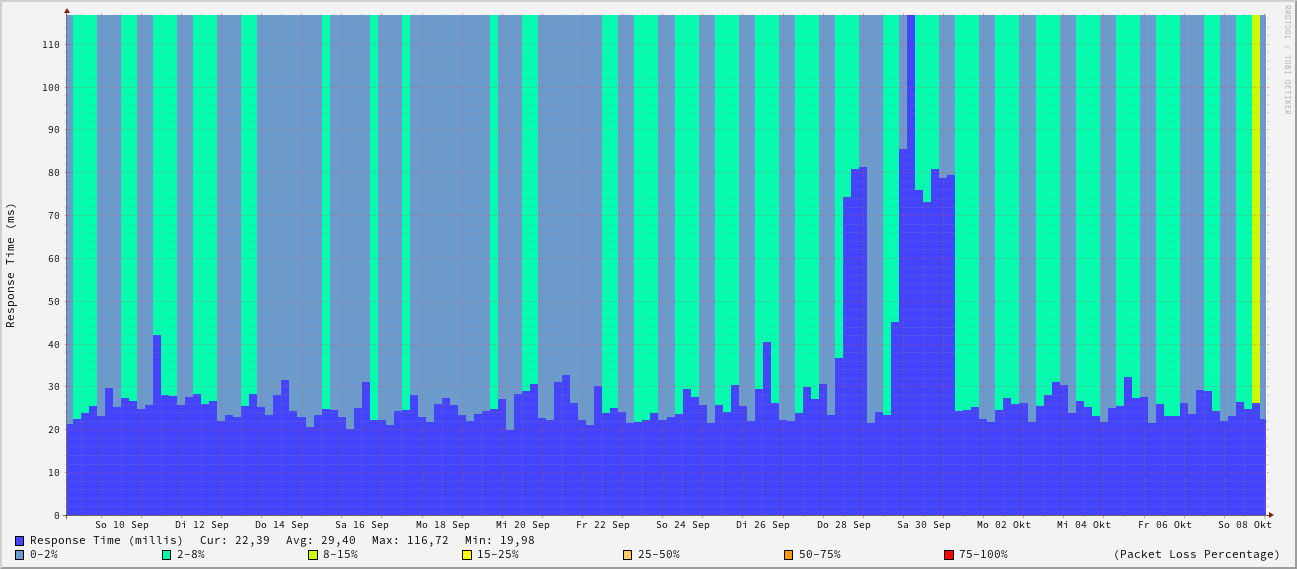 RRDTOOL / TOBI OETIKER
Response Time (ms)
110
100
90
80
70
60
50
40
30
20
10
0
So 10 Sep Di 12 Sep Do 14 Sep Sa 16 Sep Mo 18 Sep Mi 20 Sep Fr 22 Sep So 24 Sep Di 26 Sep Do 28 Sep Sa 30 Sep Mo 02 Okt Mi 04 Okt Fr 06 Okt So 08 Okt
Response Time (millis) Cur: 22,39 Avg: 29,40 Max: 116,72 Min: 19,98
0-2% 2-8% 8-15% 15-25% 25-50% 50-75% 75-100% (Packet Loss Percentage)